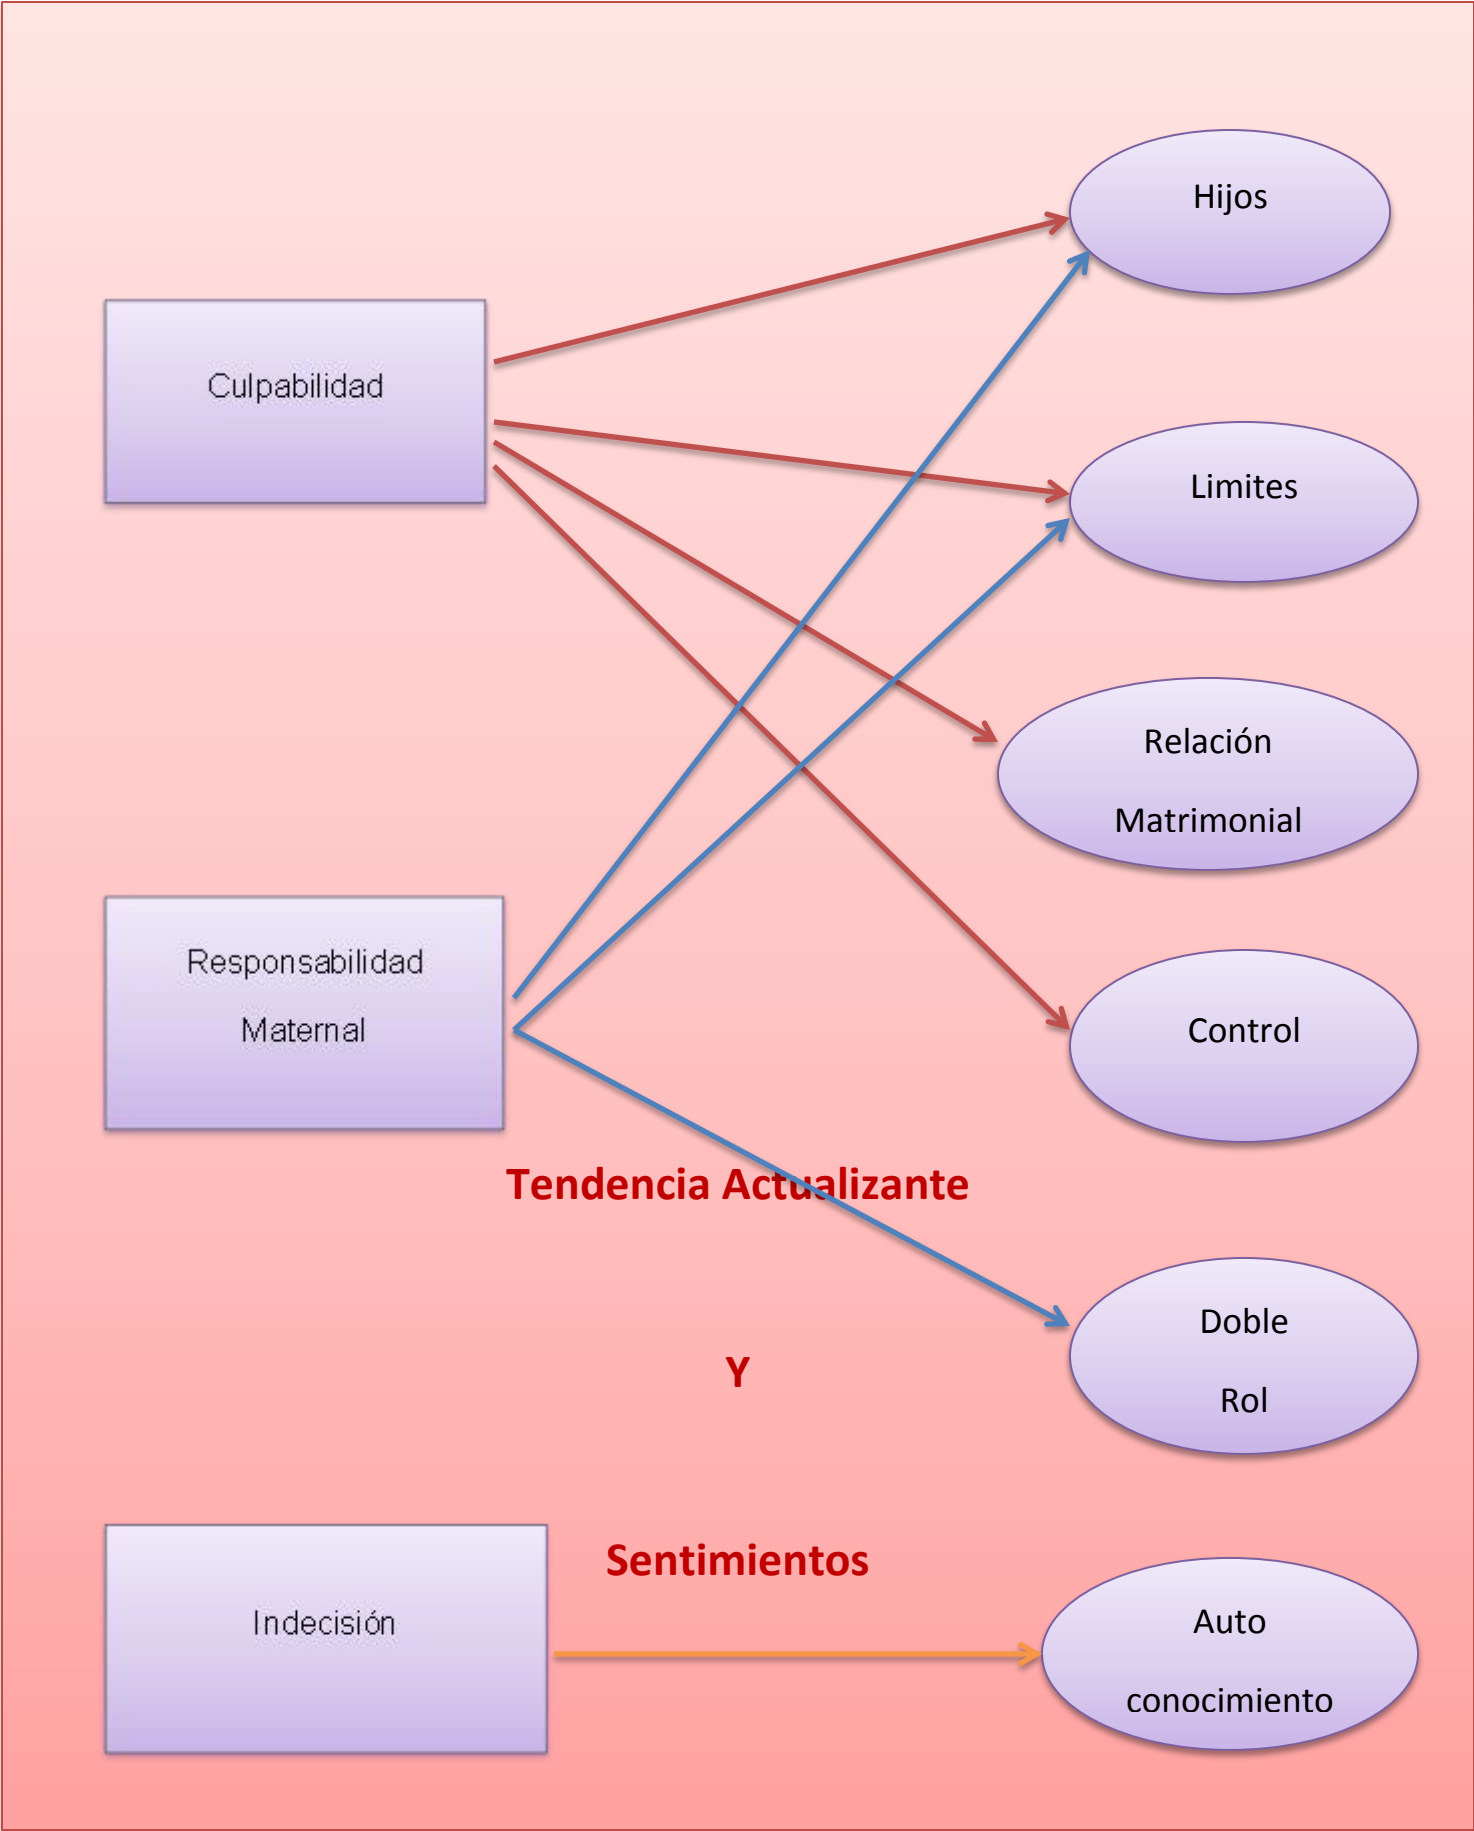 Hijos
Culpabilidad
Limites
Relación
Matrimonial
Responsabilidad
Maternal
Control
Tendencia Actualizante
Doble
Rol
Y
Sentimientos
Indecisión
Auto
conocimiento